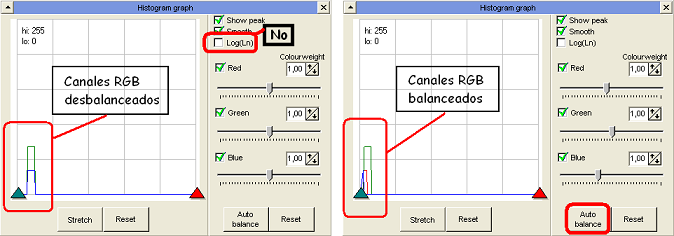 Histogram graph
hi: 255
lo: 0
Canales RGB
desbalanceados
Stretch
Reset
Show peak
Smooth
Log(Ln)
No
Colourweight
Red
1,00
Green
1,00
Blue
1,00
Auto
balance
Reset
Histogram graph
hi: 255
lo: 0
Canales RGB
balanceados
Stretch
Reset
Show peak
Smooth
Log(Ln)
Colourweight
Red
1,00
Green
1,00
Blue
1,00
Auto
balance
Reset